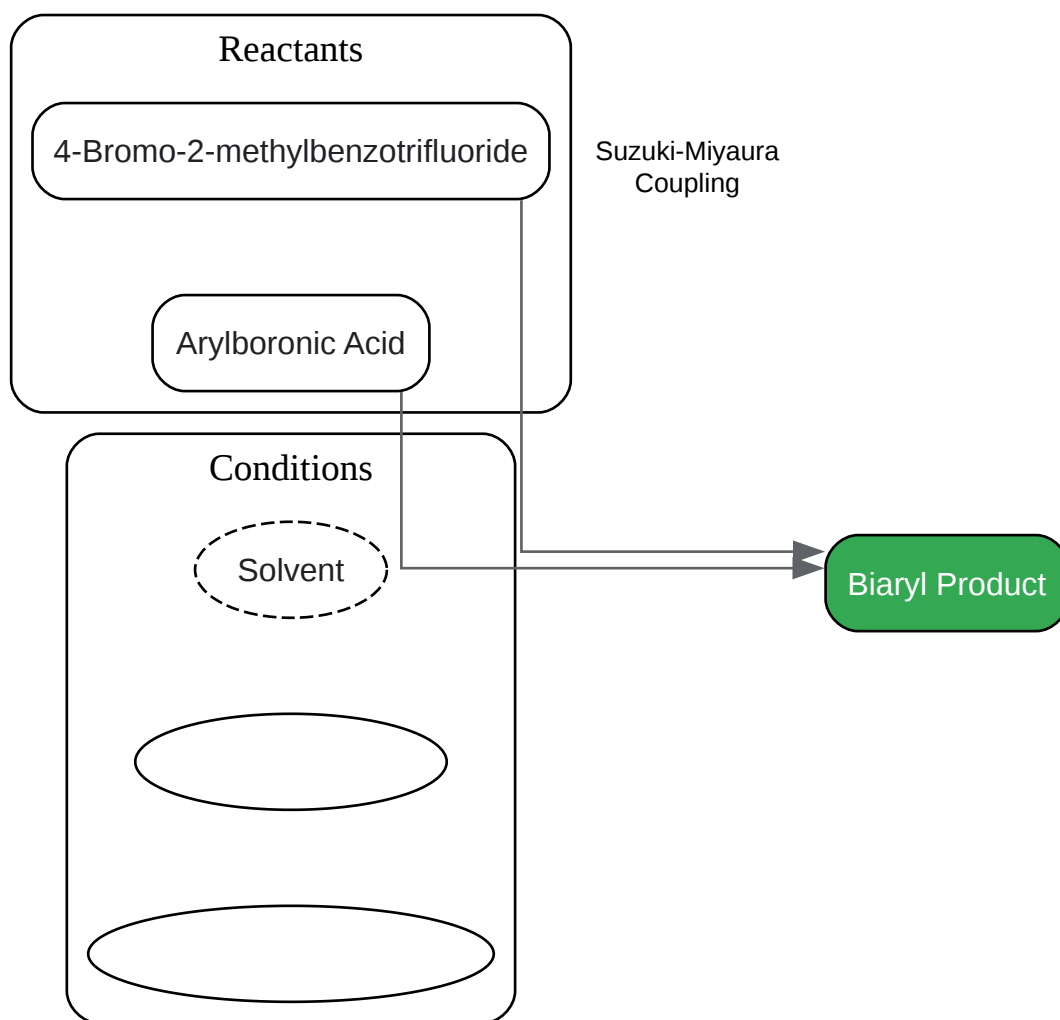 Reactants
4-Bromo-2-methylbenzotrifluoride
Suzuki-Miyaura
Coupling
Arylboronic Acid
Conditions
Solvent
Biaryl Product